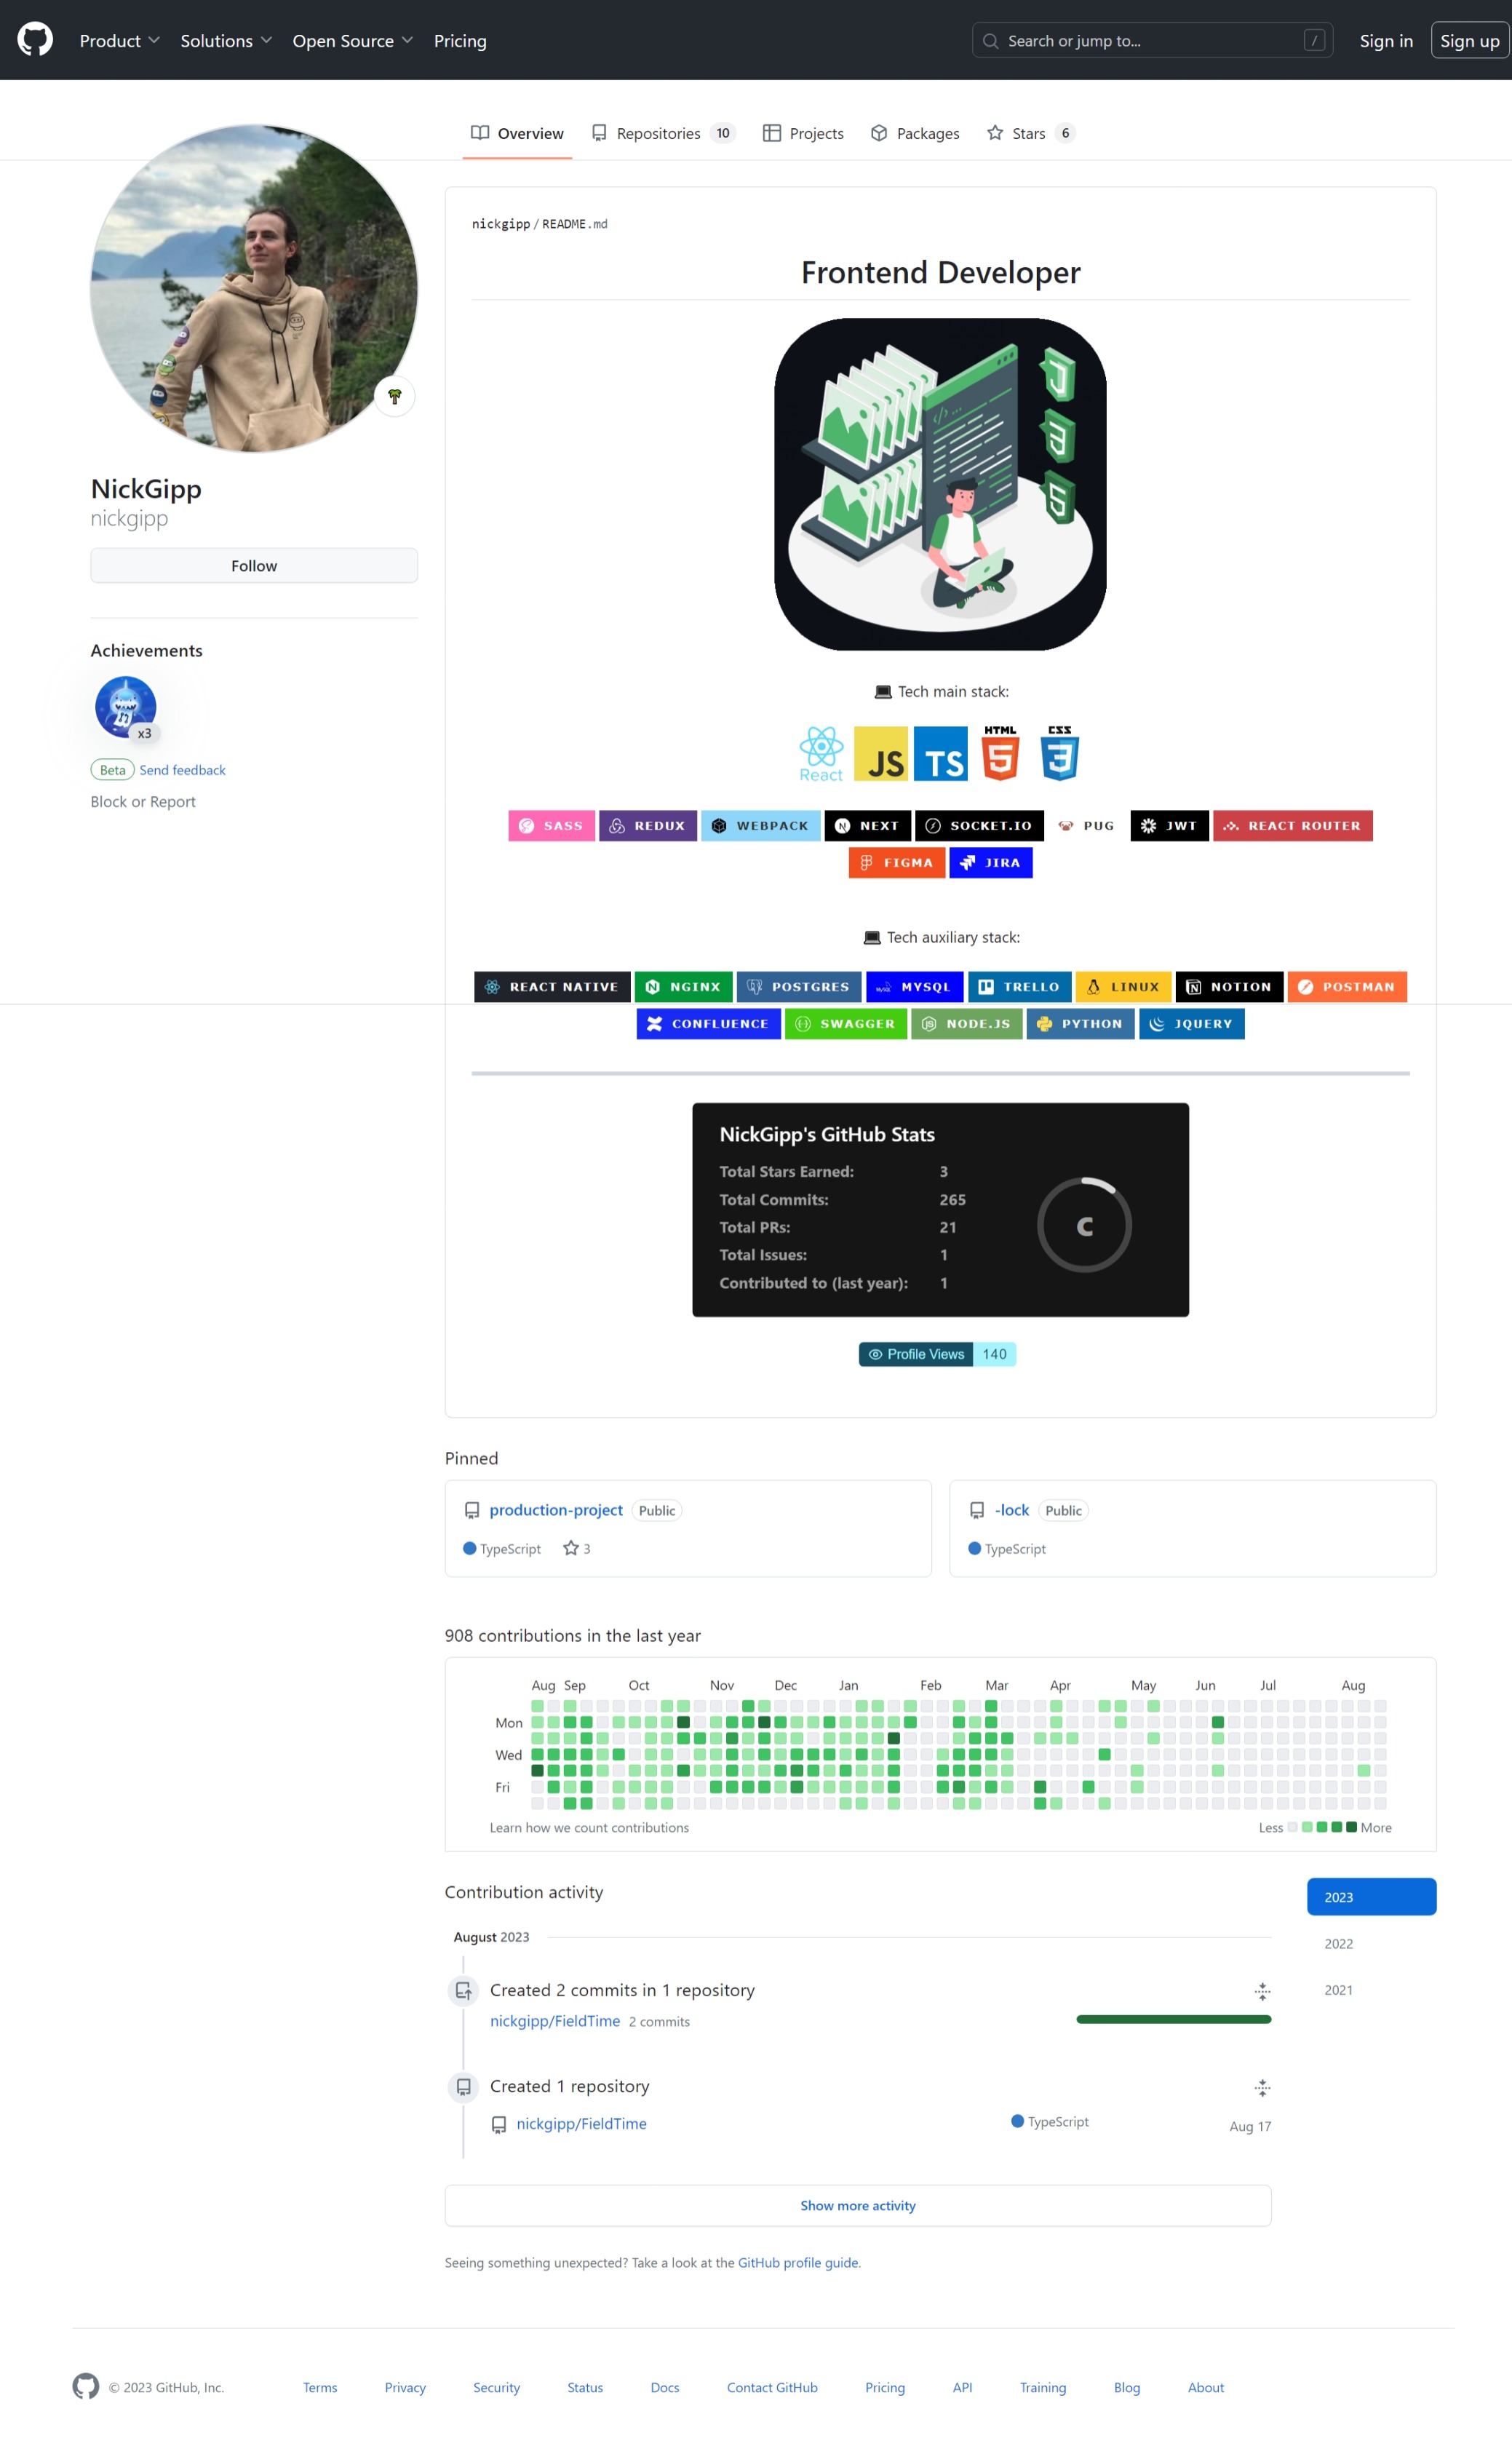 Product Solutions Open Source Pricing Search or jump to... / Sign in Sign up
Overview Repositories 10 Projects Packages Stars 6
nickgipp / README.md
Frontend Developer
NickGipp
nickgipp
Follow
Achievements
x3
Beta Send feedback
Block or Report
Tech main stack:
React JS TS HTML 5 CSS 3
SASS REDUX WEBPACK NEXT SOCKET.IO PUG JWT REACT ROUTER
FIGMA JIRA
Tech auxiliary stack:
REACT NATIVE NGINX POSTGRES MYSQL TRELLO LINUX NOTION POSTMAN
CONFLUENCE SWAGGER NODE.JS PYTHON JQUERY
NickGipp's GitHub Stats
Total Stars Earned: 3
Total Commits: 265
Total PRs: 21
Total Issues: 1
Contributed to (last year): 1
C
Profile Views 140
Pinned
production-project Public
TypeScript 3
-lock Public
TypeScript
908 contributions in the last year
Aug Sep Oct Nov Dec Jan Feb Mar Apr May Jun Jul Aug
Mon
Wed
Fri
Learn how we count contributions Less More
Contribution activity
2023
2022
2021
August 2023
Created 2 commits in 1 repository
nickgipp/FieldTime 2 commits
Created 1 repository
nickgipp/FieldTime TypeScript Aug 17
Show more activity
Seeing something unexpected? Take a look at the GitHub profile guide.
© 2023 GitHub, Inc. Terms Privacy Security Status Docs Contact GitHub Pricing API Training Blog About